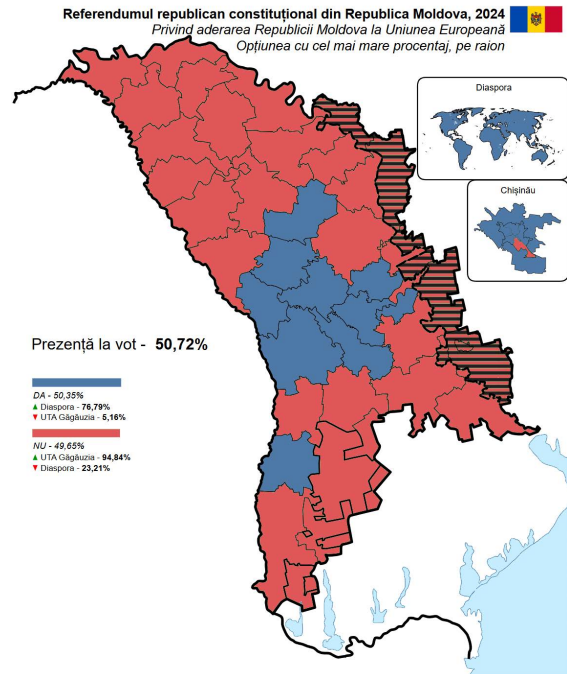 Referendumul republican constituțional din Republica Moldova, 2024
Privind aderarea Republicii Moldova la Uniunea Europeană
Opțiunea cu cel mai mare procentaj, pe raion
Diaspora
Chișinău
Prezență la vot - 50,72%
DA - 50,35%
▲ Diaspora - 76,79%
▼ UTA Găgăuzia - 5,16%
NU - 49,65%
▲ UTA Găgăuzia - 94,84%
▼ Diaspora - 23,21%